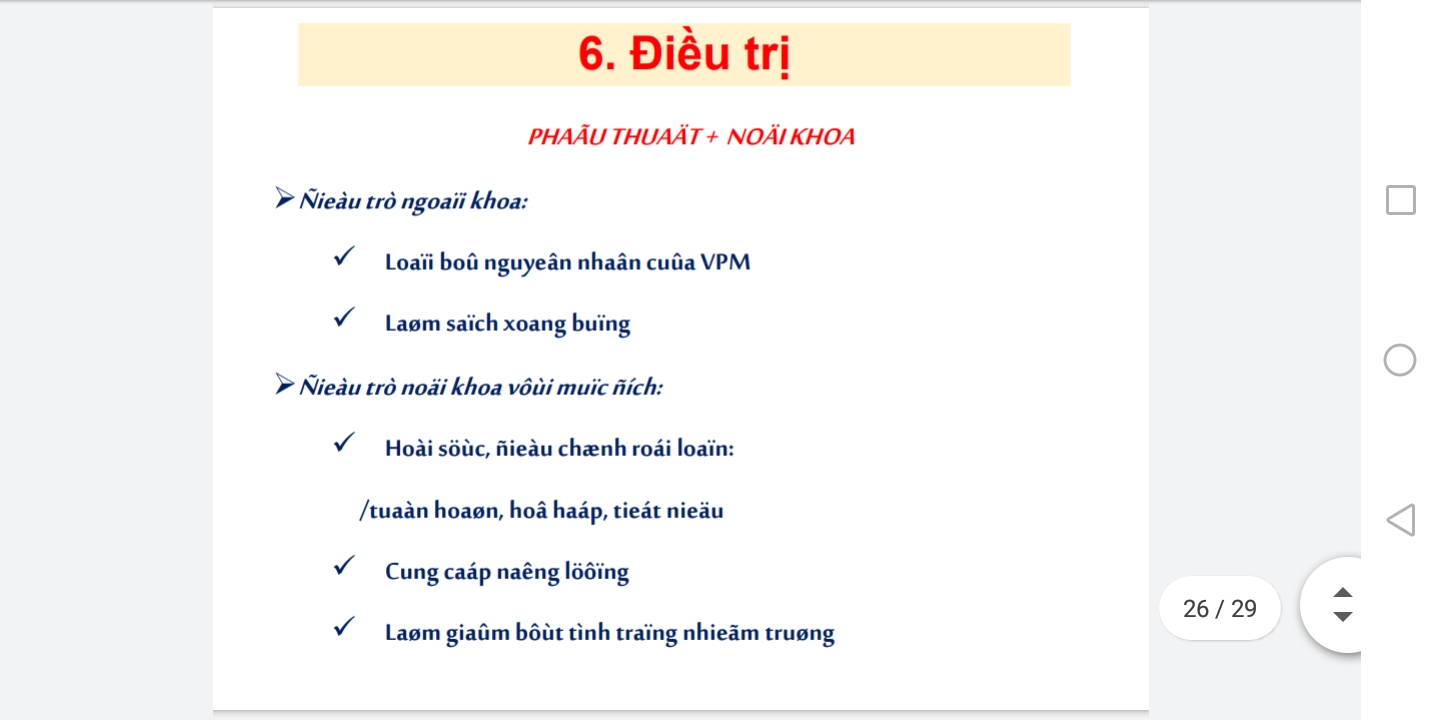 6. Điều trị
PHAÃU THUAÄT + NOÄI KHOA
Ñieàu trò ngoaïi khoa:
Loaïi boû nguyeân nhaân cuûa VPM
Laøm saïch xoang buïng
Ñieàu trò noäi khoa vôùi muïc ñích:
Hoài söùc, ñieàu chænh roái loaïn:
/tuaàn hoaøn, hoâ haáp, tieát nieäu
Cung caáp naêng löôïng
26 / 29
Laøm giaûm bôùt tình traïng nhieãm truøng